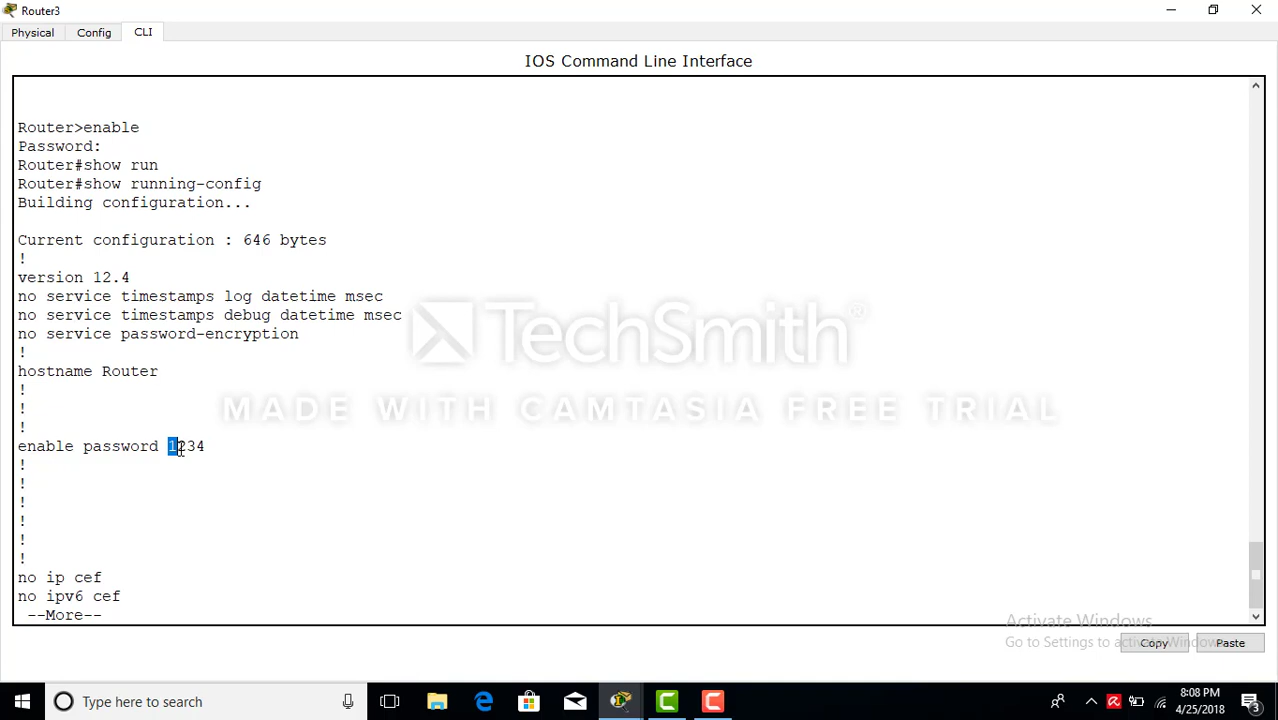 Router3
Physical
Config
CLI
IOS Command Line Interface
Router>enable
Password:
Router#show run
Router#show running-config
Building configuration...
Current configuration : 646 bytes
!
version 12.4
no service timestamps log datetime msec
no service timestamps debug datetime msec
no service password-encryption
!
hostname Router
!
!
!
enable password 1234
!
!
!
!
!
!
no ip cef
no ipv6 cef
--More--
TechSmith®
MADE WITH CAMTASIA FREE TRIAL
Activate Windows
Go to Settings to activate Windows.
Copy
Paste
Type here to search
8:08 PM
4/25/2018
3